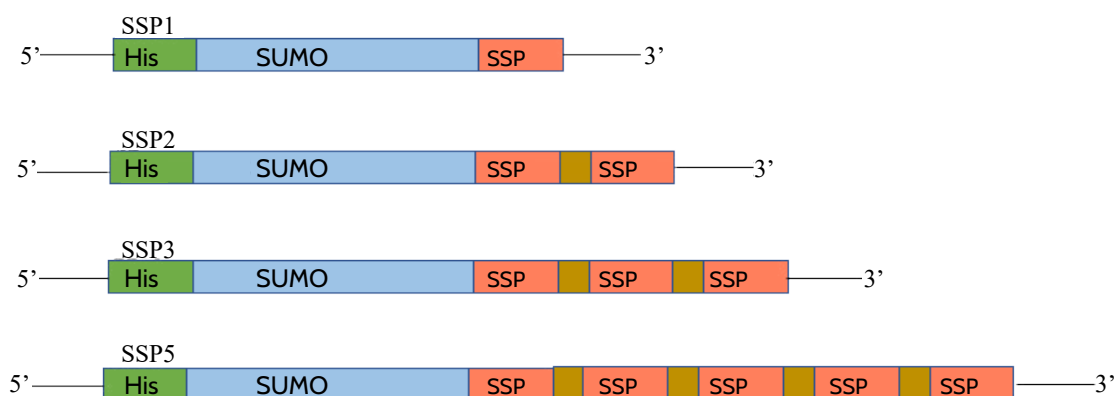 SSP1
5’ His SUMO SSP 3’
SSP2
5’ His SUMO SSP SSP 3’
SSP3
5’ His SUMO SSP SSP SSP 3’
SSP5
5’ His SUMO SSP SSP SSP SSP SSP 3’